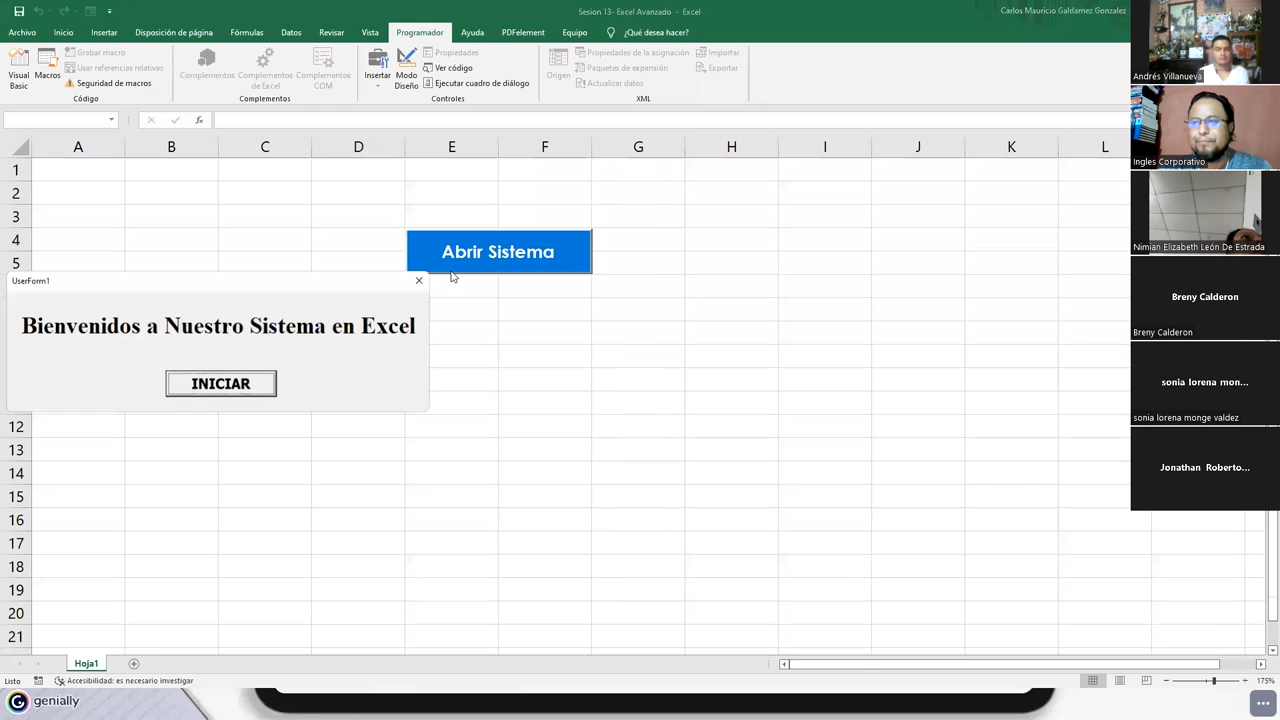 Sesion 13- Excel Avanzado - Excel
Carlos Mauricio Galdamez Gonzalez
Archivo Inicio Insertar Disposición de página Fórmulas Datos Revisar Vista Programador Ayuda PDFelement Equipo ¿Qué desea hacer?
Visual Basic
Macros
Grabar macro
Usar referencias relativas
Seguridad de macros
Código
Complementos
Complementos de Excel
Complementos COM
Complementos
Insertar
Modo Diseño
Propiedades
Ver código
Ejecutar cuadro de diálogo
Controles
Origen
Propiedades de la asignación
Paquetes de expansión
Actualizar datos
Importar
Exportar
XML
fx
A B C D E F G H I J K L
1
2
3
4
5
12
13
14
15
16
17
18
19
20
21
Abrir Sistema
UserForm1
Bienvenidos a Nuestro Sistema en Excel
INICIAR
Andrés Villanueva
Ingles Corporativo
Nimian Elizabeth León De Estrada
Breny Calderon
Breny Calderon
sonia lorena mon...
sonia lorena monge valdez
Jonathan Roberto...
Hoja1
Listo
Accesibilidad: es necesario investigar
175%
genially